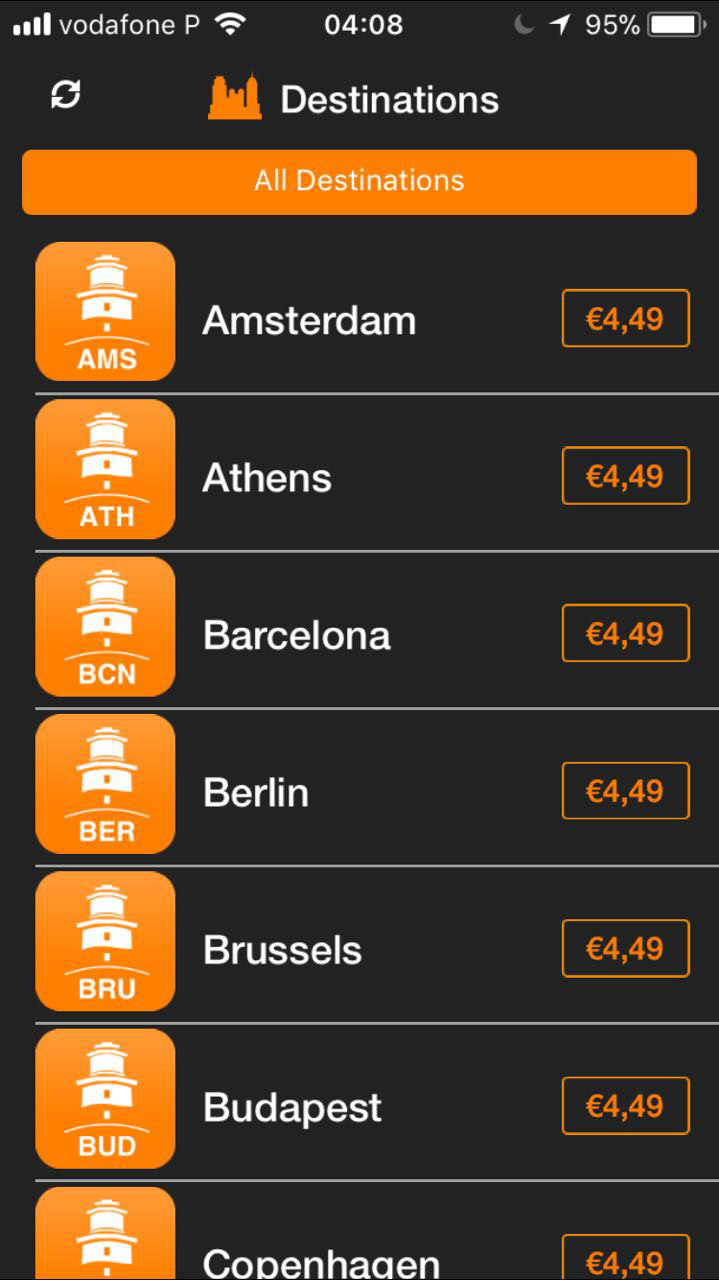 vodafone P 04:08 95%
Destinations
All Destinations
AMS Amsterdam €4,49
ATH Athens €4,49
BCN Barcelona €4,49
BER Berlin €4,49
BRU Brussels €4,49
BUD Budapest €4,49
Copenhagen €4,49